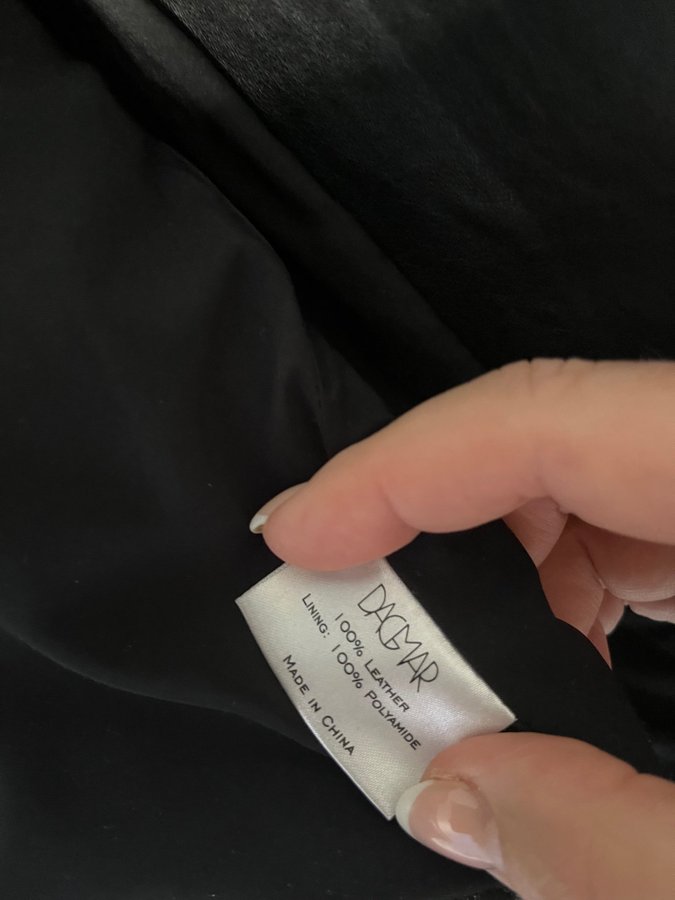 DAGMAR
100% LEATHER
LINING: 100% POLYAMIDE
MADE IN CHINA